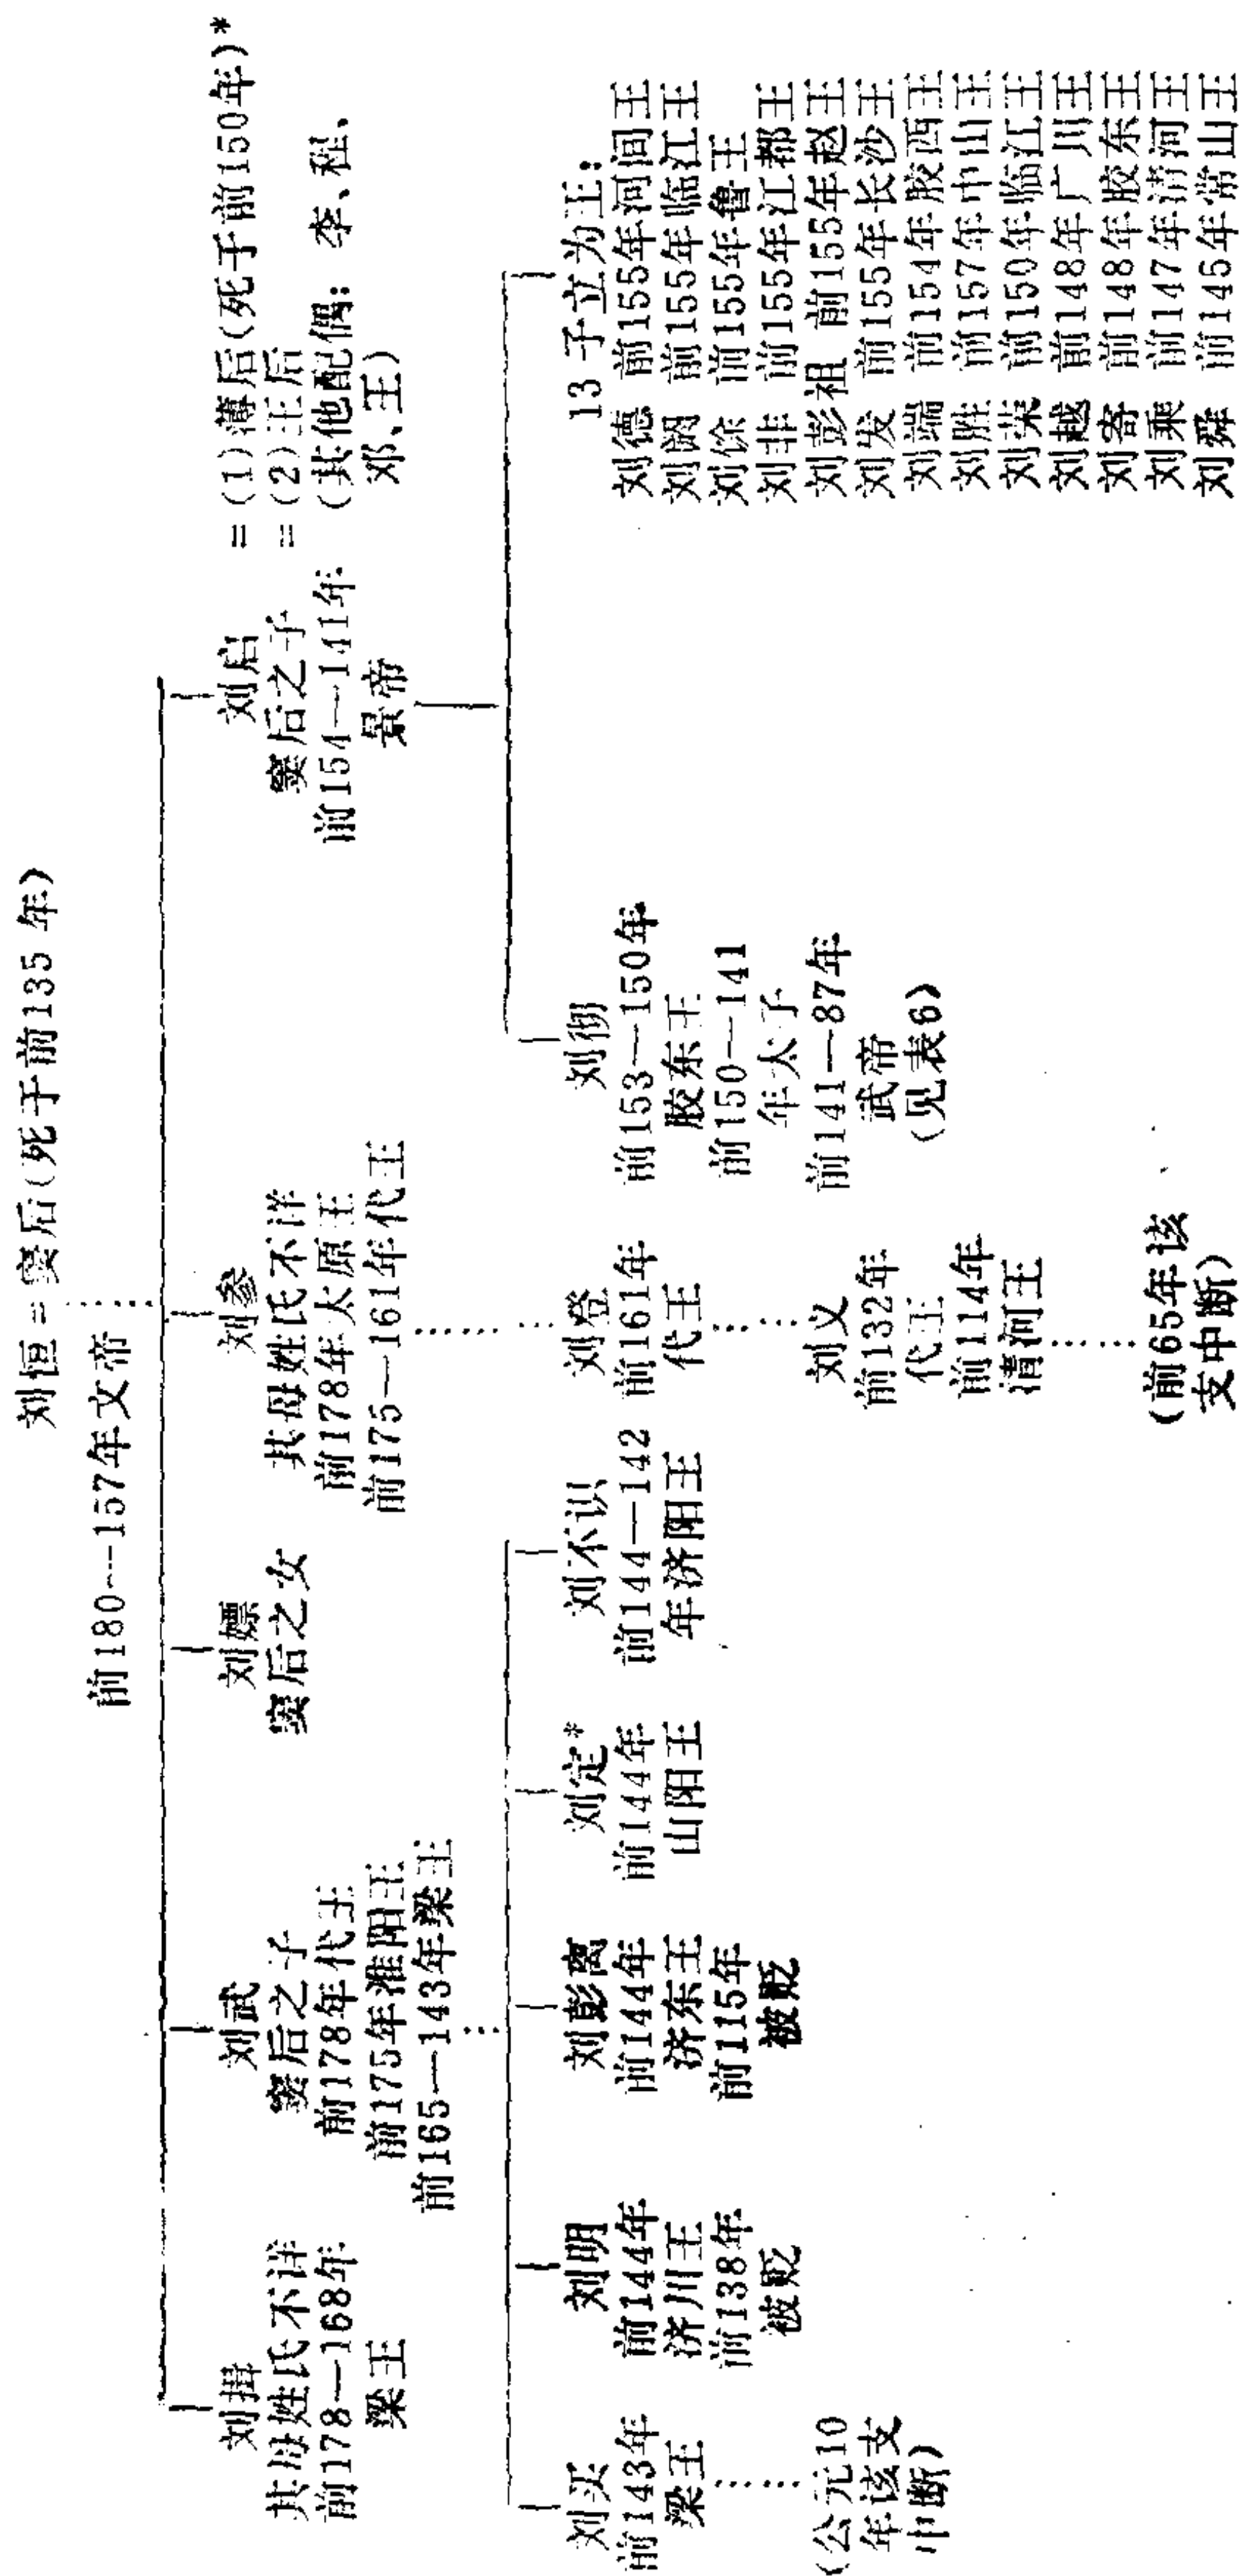 刘恒=窦后(死于前135年)
前180—157年文帝
刘揖
其母姓氏不详
前178—168年
梁王
刘武
窦后之子
前178年代王
前175年淮阳王
前165—143年梁王
刘嫖
窦后之女
刘参
其母姓氏不详
前178年太原王
前175—161年代王
刘启
窦后之子
前154—141年
景帝
=(1)薄后(死于前150年)*
=(2)王后
(其他配偶:李、程、
邓、王)
刘买
前143年
梁王
(公元10
年该支
中断)
刘明
前144年
济川王
前138年
被贬
刘彭离
前144年
济东王
前115年
被贬
刘定*
前144年
山阳王
刘不识
前144—142
年济阳王
刘登
前161年
代王
刘义
前132年
代王
前114年
清河王
(前65年该
支中断)
刘彻
前153—150年
胶东王
前150—141
年太子
前141—87年
武帝
(见表6)
13子立为王:
刘德 前155年河间王
刘阏 前155年临江王
刘馀 前155年鲁王
刘非 前155年江都王
刘彭祖 前155年赵王
刘发 前155年长沙王
刘端 前154年胶西王
刘胜 前157年中山王
刘荣 前150年临江王
刘越 前148年广川王
刘寄 前148年胶东王
刘乘 前147年清河王
刘舜 前145年常山王